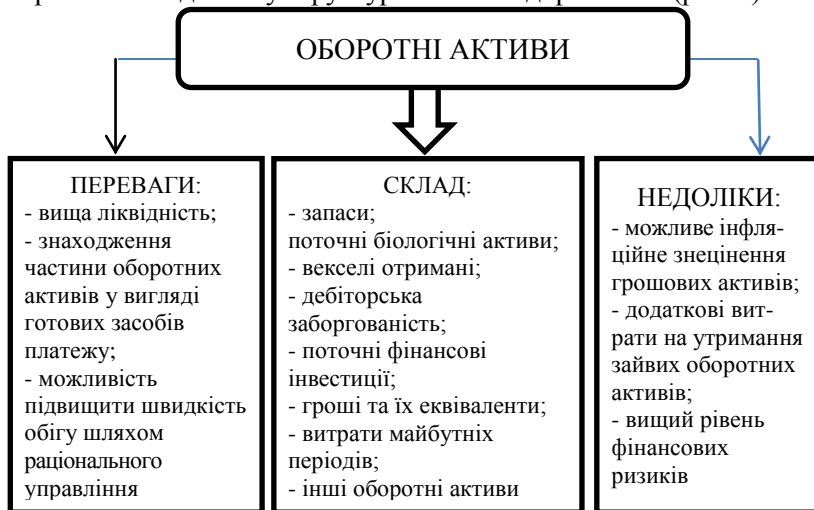 ОБОРОТНІ АКТИВИ
ПЕРЕВАГИ:
- вища ліквідність;
- знаходження
частини оборотних
активів у вигляді
готових засобів
платежу;
- можливість
підвищити швидкість
обігу шляхом
раціонального
управління
СКЛАД:
- запаси;
поточні біологічні активи;
- векселі отримані;
- дебіторська
заборгованість;
- поточні фінансові
інвестиції;
- гроші та їх еквіваленти;
- витрати майбутніх
періодів;
- інші оборотні активи
НЕДОЛІКИ:
- можливе інфля-
ційне знецінення
грошових активів;
- додаткові вит-
рати на утримання
зайвих оборотних
активів;
- вищий рівень
фінансових
ризиків